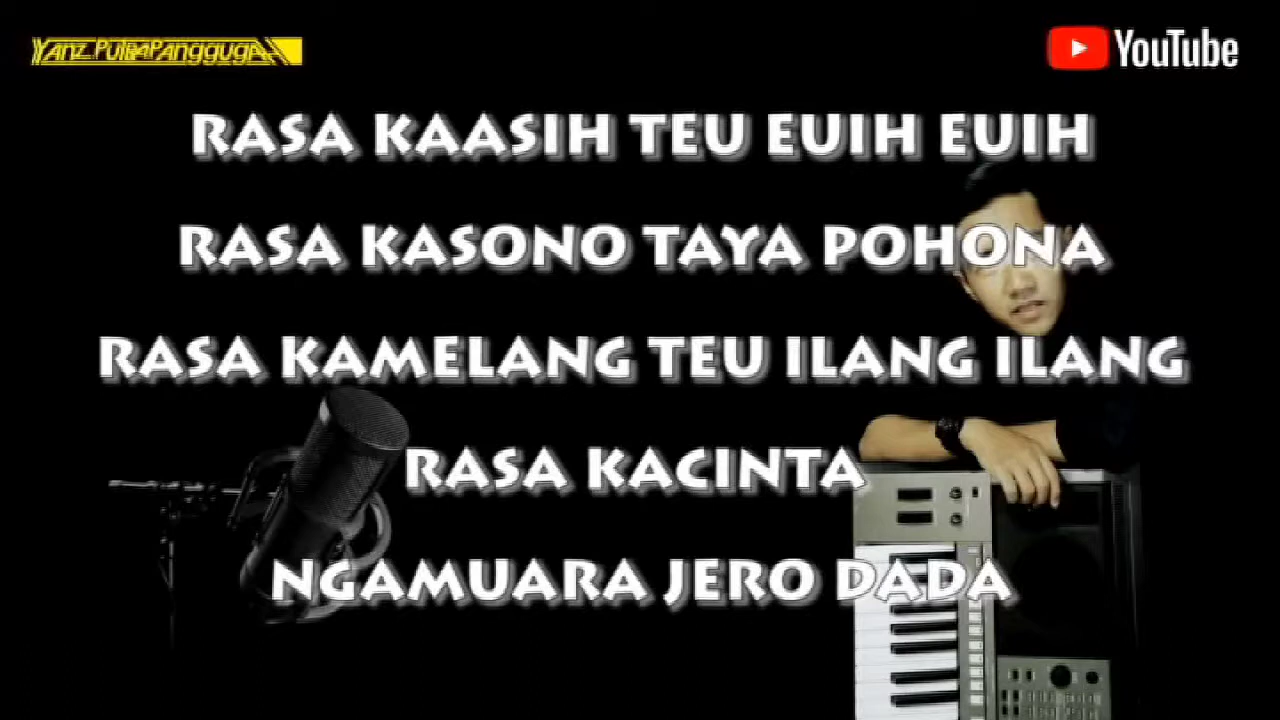 YouTube
RASA KAASIH TEU EUIH EUIH
RASA KASONO TAYA POHONA
RASA KAMELANG TEU ILANG ILANG
RASA KACINTA
NGAMUARA JERO DADA